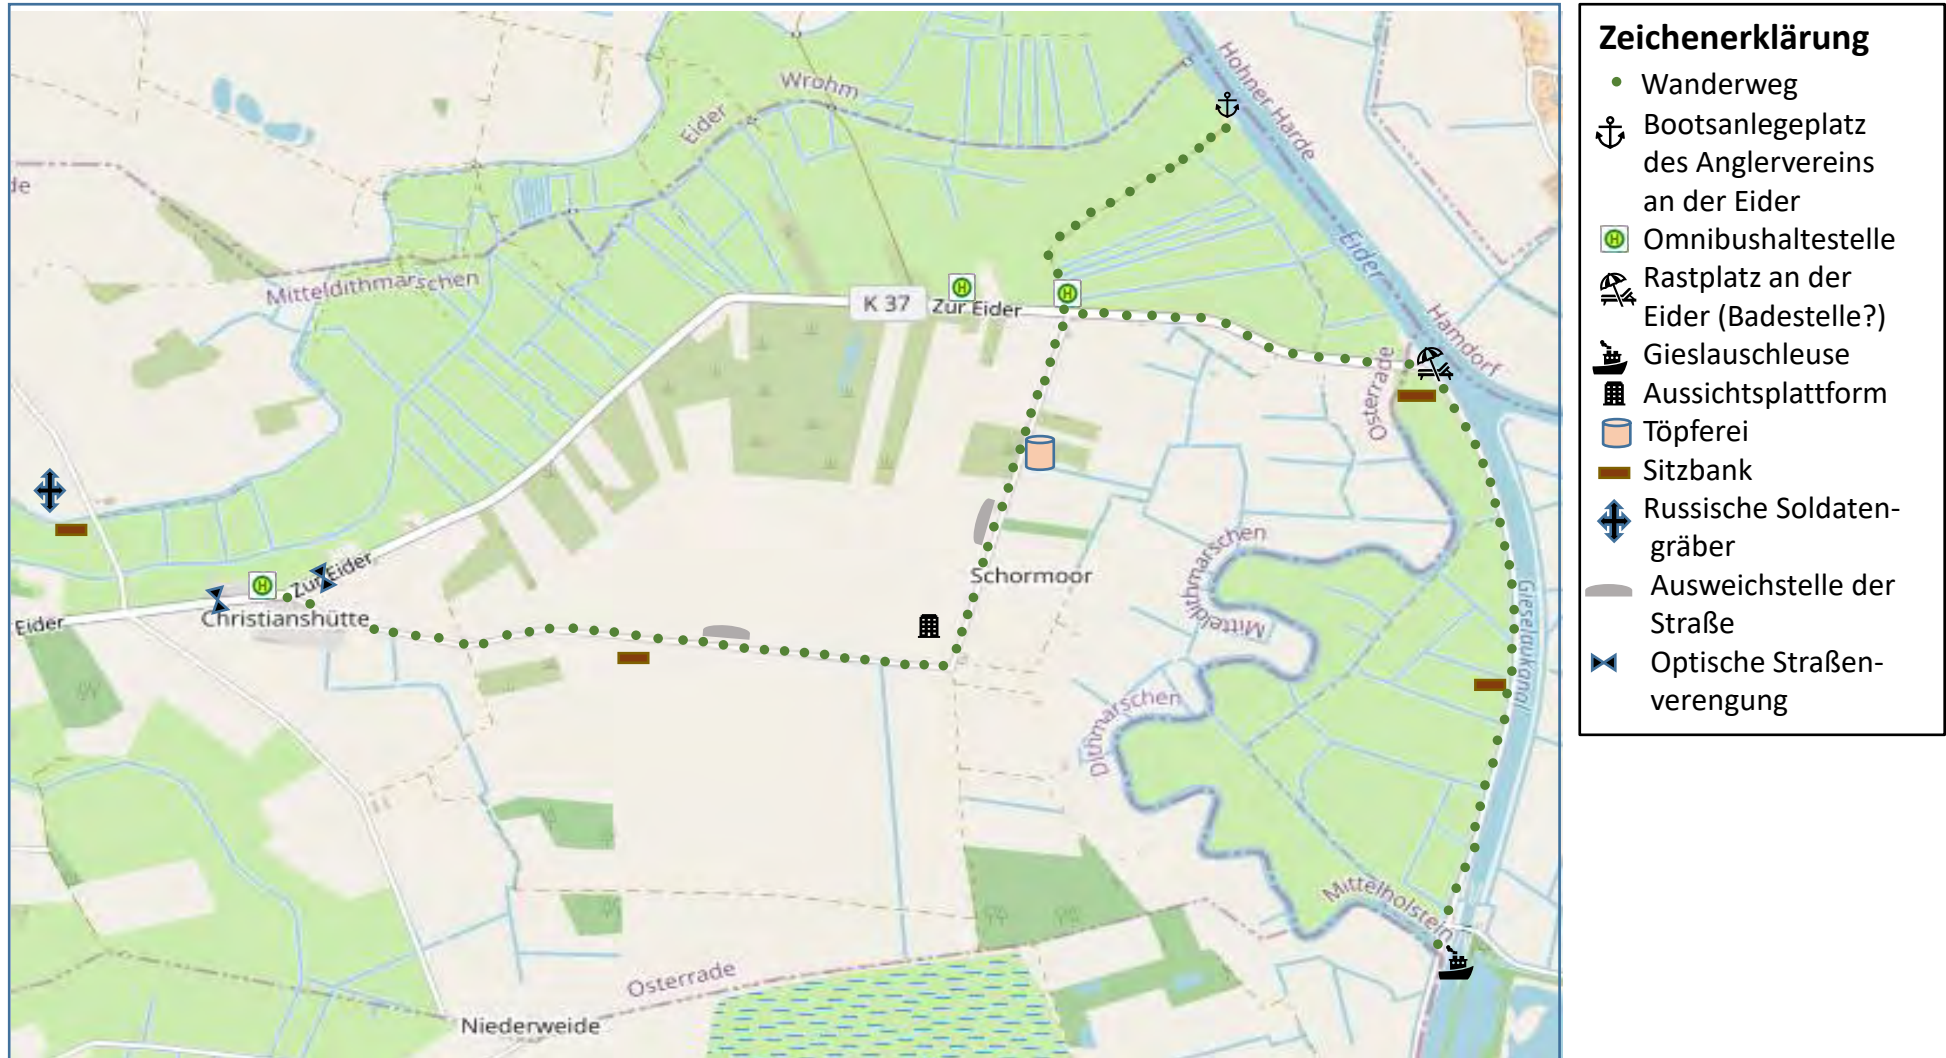 Hohner Harde
Wrohm
Eider
de
Mitteldithmarschen
Eider
K 37
Zur Eider
Hamdorf
Osterrade
Zur Eider
Christianshütte
Eider
Schormoor
Mitteldithmarschen
Gieselaukanal
Dithmarschen
Mittelholstein
Osterrade
Niederweide
Zeichenerklärung
Wanderweg
Bootsanlegeplatz
des Anglervereins
an der Eider
Omnibushaltestelle
Rastplatz an der
Eider (Badestelle?)
Gieslauschleuse
Aussichtsplattform
Töpferei
Sitzbank
Russische Soldaten-
gräber
Ausweichstelle der
Straße
Optische Straßen-
verengung